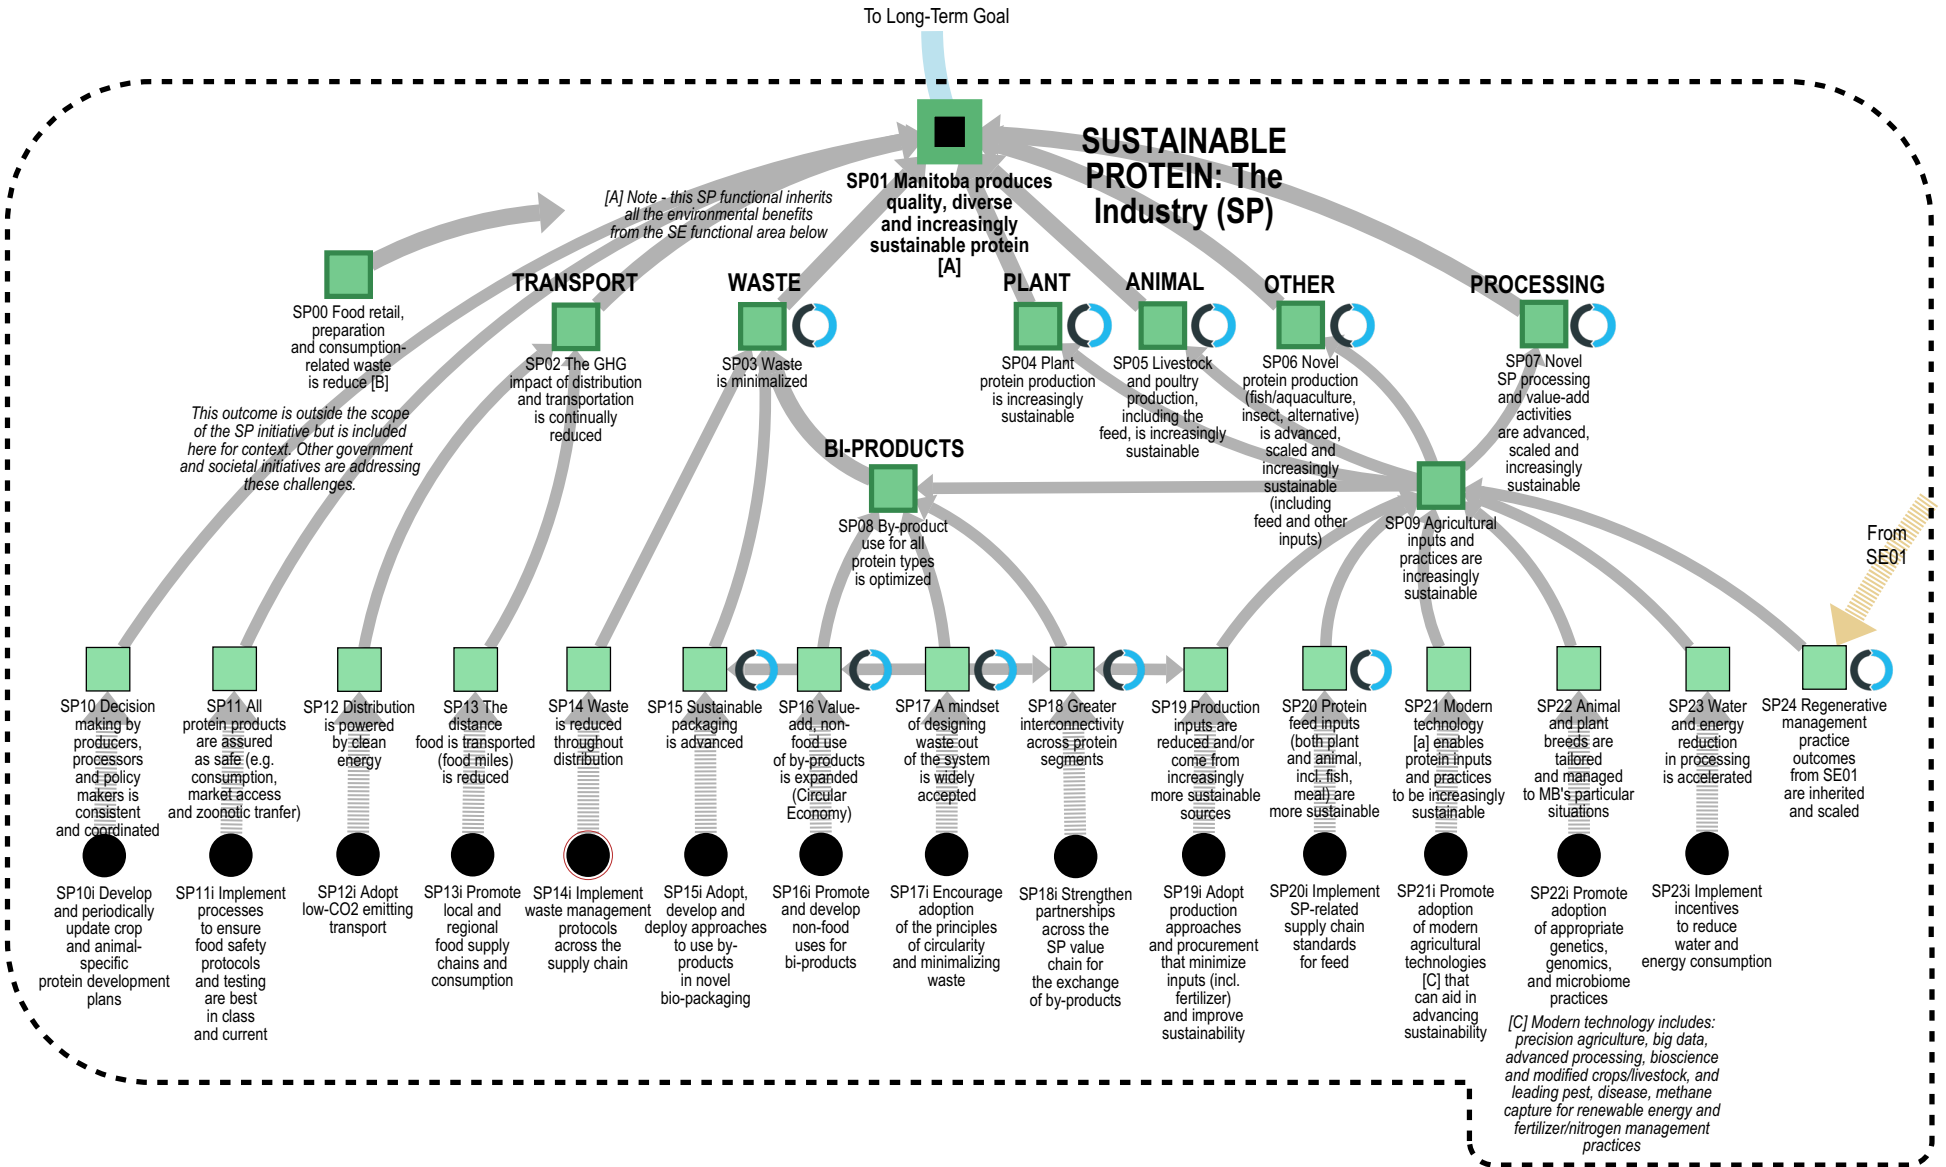 To Long-Term Goal
SUSTAINABLE
PROTEIN: The
Industry (SP)
SP01 Manitoba produces
quality, diverse
and increasingly
sustainable protein
[A]
[A] Note - this SP functional inherits
all the environmental benefits
from the SE functional area below
SP00 Food retail,
preparation
and consumption-
related waste
is reduce [B]
This outcome is outside the scope
of the SP initiative but is included
here for context. Other government
and societal initiatives are addressing
these challenges.
TRANSPORT
SP02 The GHG
impact of distribution
and transportation
is continually
reduced
WASTE
SP03 Waste
is minimalized
PLANT
SP04 Plant
protein production
is increasingly
sustainable
ANIMAL
SP05 Livestock
and poultry
production,
including the
feed, is increasingly
sustainable
OTHER
SP06 Novel
protein production
(fish/aquaculture,
insect, alternative)
is advanced,
scaled and
increasingly
sustainable
(including
feed and other
inputs)
PROCESSING
SP07 Novel
SP processing
and value-add
activities
are advanced,
scaled and
increasingly
sustainable
BI-PRODUCTS
SP08 By-product
use for all
protein types
is optimized
SP09 Agricultural
inputs and
practices are
increasingly
sustainable
From
SE01
SP10 Decision
making by
producers,
processors
and policy
makers is
consistent
and coordinated
SP11 All
protein products
are assured
as safe (e.g.
consumption,
market access
and zoonotic tranfer)
SP12 Distribution
is powered
by clean
energy
SP13 The
distance
food is transported
(food miles)
is reduced
SP14 Waste
is reduced
throughout
distribution
SP15 Sustainable
packaging
is advanced
SP16 Value-
add, non-
food use
of by-products
is expanded
(Circular
Economy)
SP17 A mindset
of designing
waste out
of the system
is widely
accepted
SP18 Greater
interconnectivity
across protein
segments
SP19 Production
inputs are
reduced and/or
come from
increasingly
more sustainable
sources
SP20 Protein
feed inputs
(both plant
and animal,
incl. fish,
meal) are
more sustainable
SP21 Modern
technology
[a] enables
protein inputs
and practices
to be increasingly
sustainable
SP22 Animal
and plant
breeds are
tailored
and managed
to MB's particular
situations
SP23 Water
and energy
reduction
in processing
is accelerated
SP24 Regenerative
management
practice
outcomes
from SE01
are inherited
and scaled
SP10i Develop
and periodically
update crop
and animal-
specific
protein development
plans
SP11i Implement
processes
to ensure
food safety
protocols
and testing
are best
in class
and current
SP12i Adopt
low-CO2 emitting
transport
SP13i Promote
local and
regional
food supply
chains and
consumption
SP14i Implement
waste management
protocols
across the
supply chain
SP15i Adopt,
develop and
deploy approaches
to use by-
products
in novel
bio-packaging
SP16i Promote
and develop
non-food
uses for
bi-products
SP17i Encourage
adoption
of the principles
of circularity
and minimalizing
waste
SP18i Strengthen
partnerships
across the
SP value
chain for
the exchange
of by-products
SP19i Adopt
production
approaches
and procurement
that minimize
inputs (incl.
fertilizer)
and improve
sustainability
SP20i Implement
SP-related
supply chain
standards
for feed
SP21i Promote
adoption
of modern
agricultural
technologies
[C] that
can aid in
advancing
sustainability
SP22i Promote
adoption
of appropriate
genetics,
genomics,
and microbiome
practices
SP23i Implement
incentives
to reduce
water and
energy consumption
[C] Modern technology includes:
precision agriculture, big data,
advanced processing, bioscience
and modified crops/livestock, and
leading pest, disease, methane
capture for renewable energy and
fertilizer/nitrogen management
practices